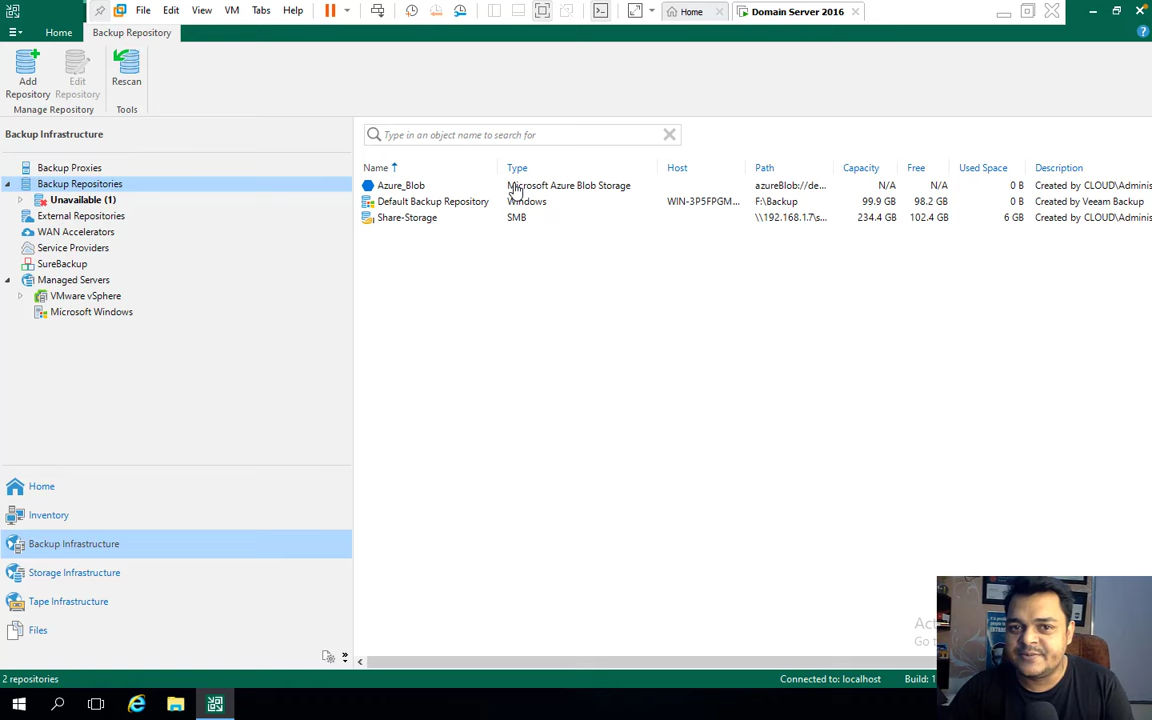 File Edit View VM Tabs Help
Home
Domain Server 2016
Home Backup Repository
Add Repository
Edit Repository
Rescan
Manage Repository
Tools
Backup Infrastructure
Type in an object name to search for
Backup Proxies
Backup Repositories
Unavailable (1)
External Repositories
WAN Accelerators
Service Providers
SureBackup
Managed Servers
VMware vSphere
Microsoft Windows
Name Type Host Path Capacity Free Used Space Description
Azure_Blob Microsoft Azure Blob Storage azureBlob://de... N/A N/A 0 B Created by CLOUD\Adminis
Default Backup Repository Windows WIN-3P5FPGM... F:\Backup 99.9 GB 98.2 GB 0 B Created by Veeam Backup
Share-Storage SMB \\192.168.1.7\s... 234.4 GB 102.4 GB 6 GB Created by CLOUD\Adminis
Home
Inventory
Backup Infrastructure
Storage Infrastructure
Tape Infrastructure
Files
2 repositories
Connected to: localhost
Build: 1